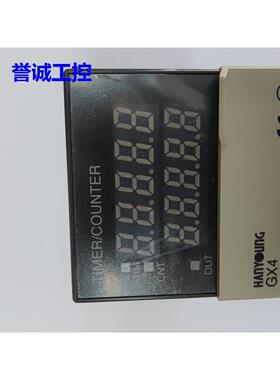 誉诚工控
TIMER/COUNTER
TIM
CNT
OUT
HANYOUNG
GX4